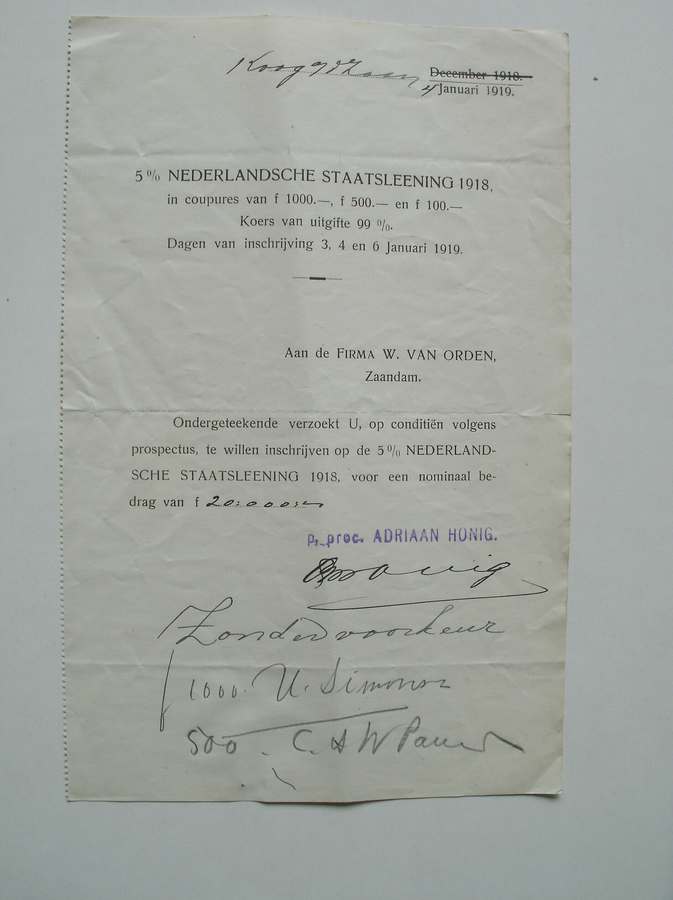 Koog a/d Zaan December 1918.
4 Januari 1919.
5% NEDERLANDSCHE STAATSLEENING 1918,
in coupures van f 1000.—, f 500.— en f 100.—
Koers van uitgifte 99 %.
Dagen van inschrijving 3, 4 en 6 Januari 1919.
Aan de FIRMA W. VAN ORDEN,
Zaandam.
Ondergeteekende verzoekt U, op conditiën volgens
prospectus, te willen inschrijven op de 5% NEDERLAND-
SCHE STAATSLEENING 1918, voor een nominaal be-
drag van f 20.000.—
p. proc. ADRIAAN HONIG.
Zonder voorkeur
1000. U. Simons
500. C. A W